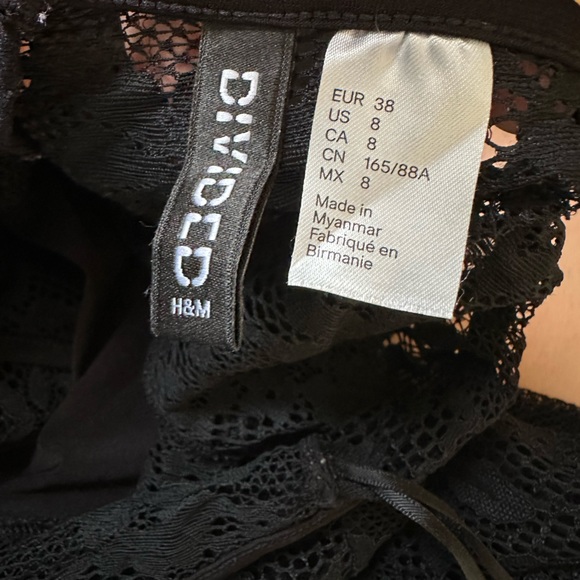 DIVIDED
H&M
EUR 38
US 8
CA 8
CN 165/88A
MX 8
Made in
Myanmar
Fabriqué en
Birmanie